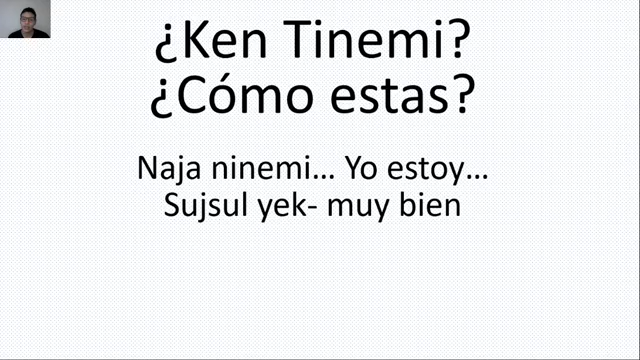 ¿Ken Tinemi?
¿Cómo estas?
Naja ninemi... Yo estoy...
Sujsul yek- muy bien